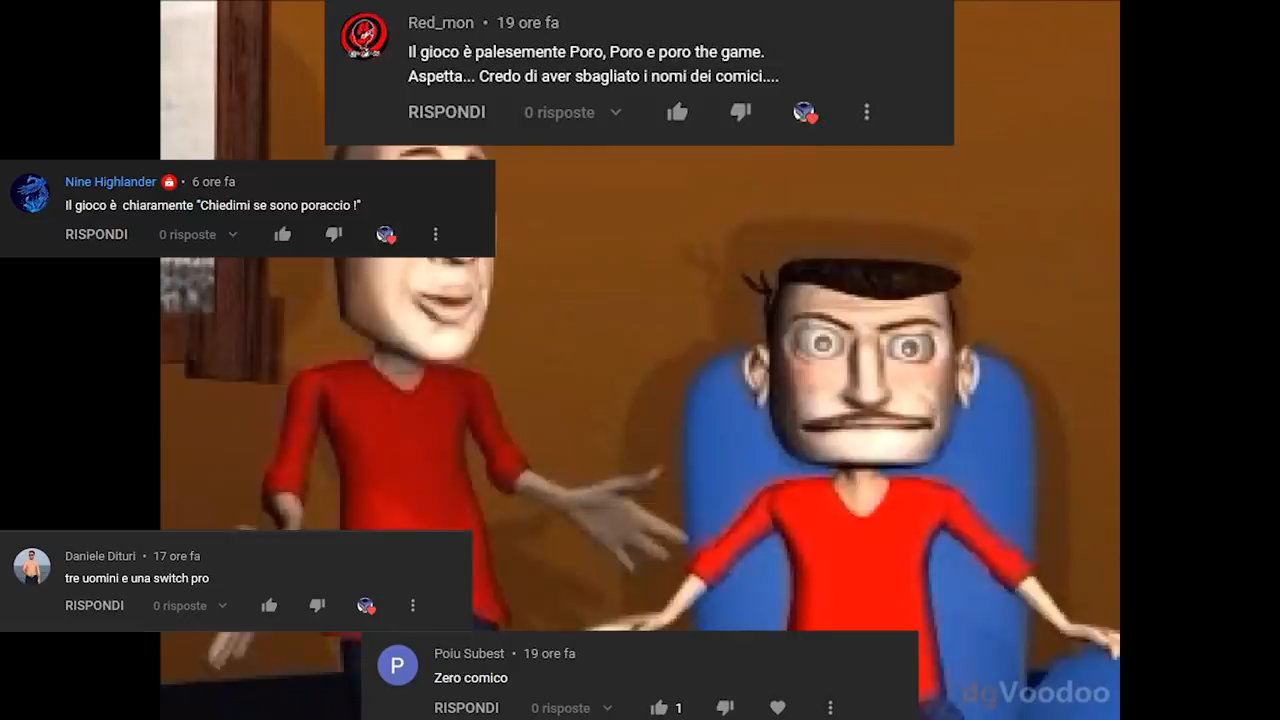 Red_mon • 19 ore fa
Il gioco è palesemente Poro, Poro e poro the game.
Aspetta... Credo di aver sbagliato i nomi dei comici....
RISPONDI 0 risposte
Nine Highlander • 6 ore fa
Il gioco è chiaramente "Chiedimi se sono poraccio !"
RISPONDI 0 risposte
Daniele Dituri • 17 ore fa
tre uomini e una switch pro
RISPONDI 0 risposte
P
Poiu Subest • 19 ore fa
Zero comico
RISPONDI 0 risposte 1
dgVoodoo